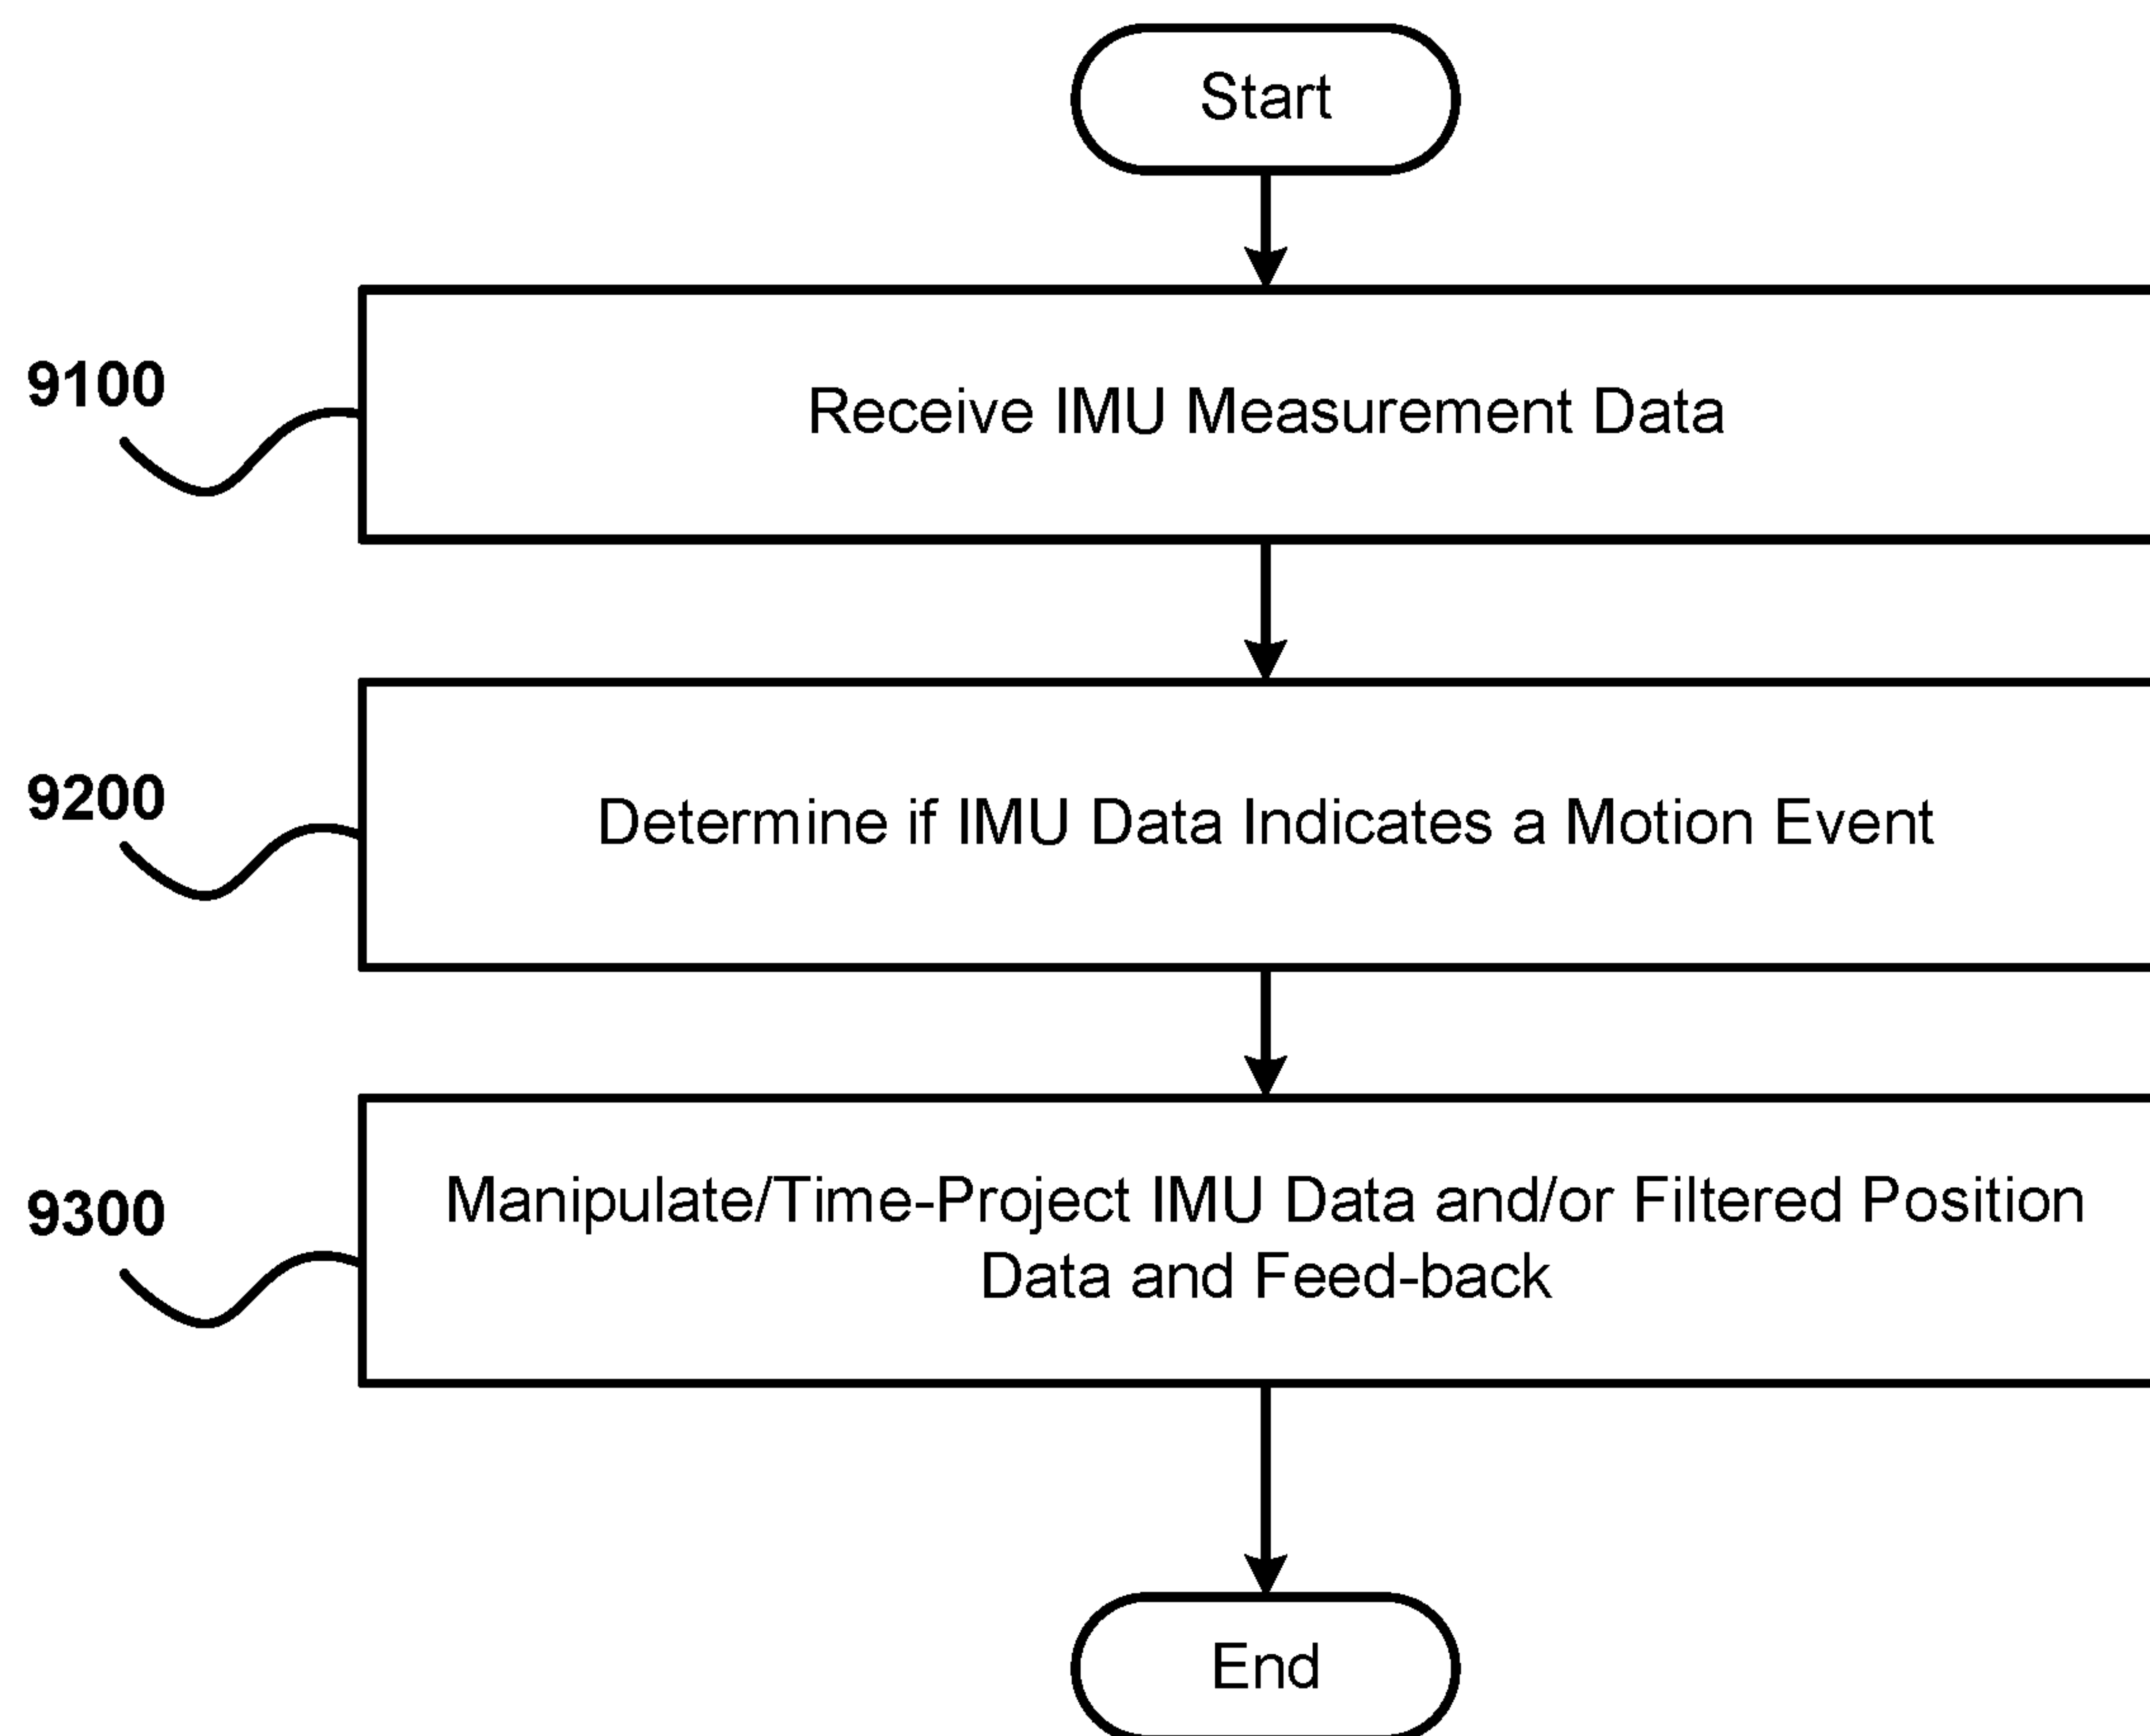 Start
9100
Receive IMU Measurement Data
9200
Determine if IMU Data Indicates a Motion Event
9300
Manipulate/Time-Project IMU Data and/or Filtered Position
Data and Feed-back
End